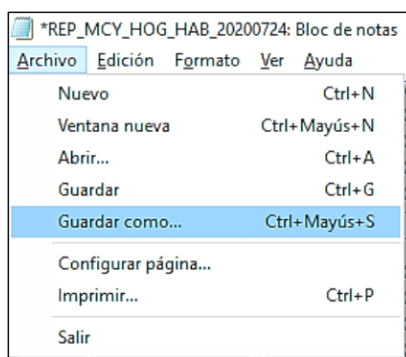 *REP_MCY_HOG_HAB_20200724: Bloc de notas
Archivo Edición Formato Ver Ayuda
Nuevo Ctrl+N
Ventana nueva Ctrl+Mayús+N
Abrir... Ctrl+A
Guardar Ctrl+G
Guardar como... Ctrl+Mayús+S
Configurar página...
Imprimir... Ctrl+P
Salir